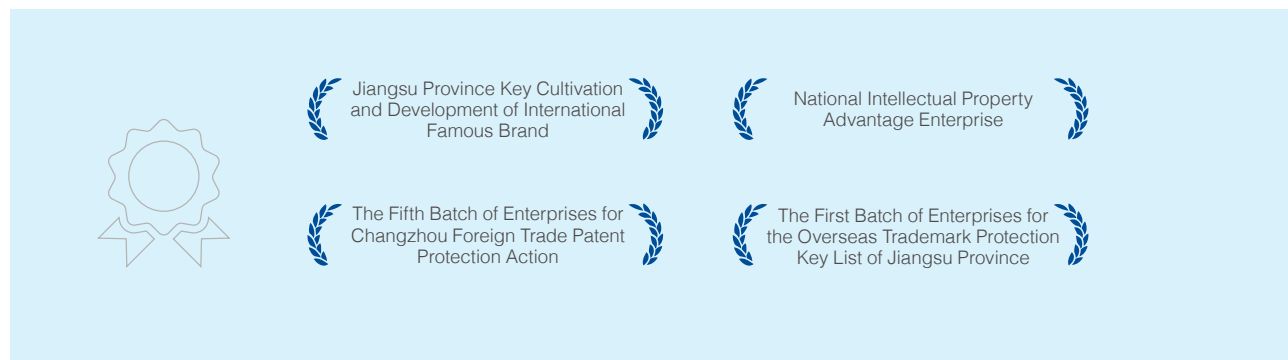 Jiangsu Province Key Cultivation
and Development of International
Famous Brand
National Intellectual Property
Advantage Enterprise
The Fifth Batch of Enterprises for
Changzhou Foreign Trade Patent
Protection Action
The First Batch of Enterprises for
the Overseas Trademark Protection
Key List of Jiangsu Province